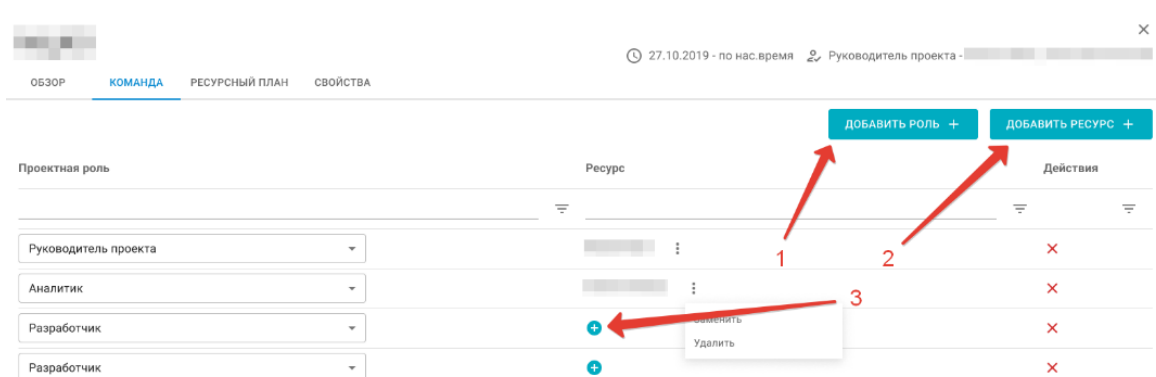 27.10.2019 - по нас.время Руководитель проекта -
ОБЗОР КОМАНДА РЕСУРСНЫЙ ПЛАН СВОЙСТВА
ДОБАВИТЬ РОЛЬ + ДОБАВИТЬ РЕСУРС +
Проектная роль Ресурс Действия
Руководитель проекта
1 2
Аналитик
3
Разработчик Заменить
Удалить
Разработчик